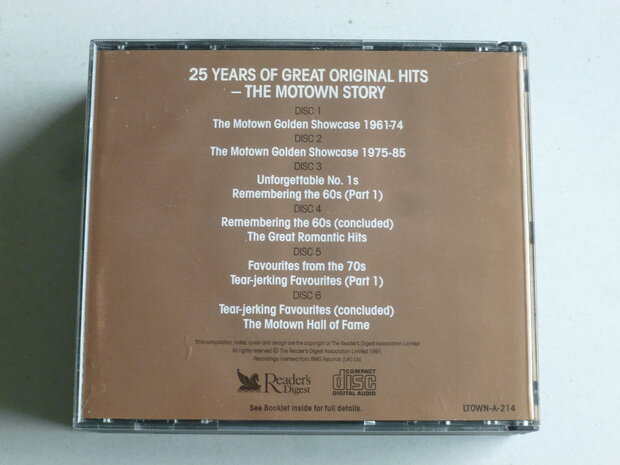 25 YEARS OF GREAT ORIGINAL HITS
– THE MOTOWN STORY
DISC 1
The Motown Golden Showcase 1961-74
DISC 2
The Motown Golden Showcase 1975-85
DISC 3
Unforgettable No. 1s
Remembering the 60s (Part 1)
DISC 4
Remembering the 60s (concluded)
The Great Romantic Hits
DISC 5
Favourites from the 70s
Tear-jerking Favourites (Part 1)
DISC 6
Tear-jerking Favourites (concluded)
The Motown Hall of Fame
This compilation, notes, cover and design are the copyright of The Reader's Digest Association Limited.
All rights reserved © The Reader's Digest Association Limited 1991.
Recordings licensed from BMG Records (UK) Ltd.
Reader's
Digest
COMPACT
disc
DIGITAL AUDIO
See Booklet inside for full details.
LTOWN-A-214